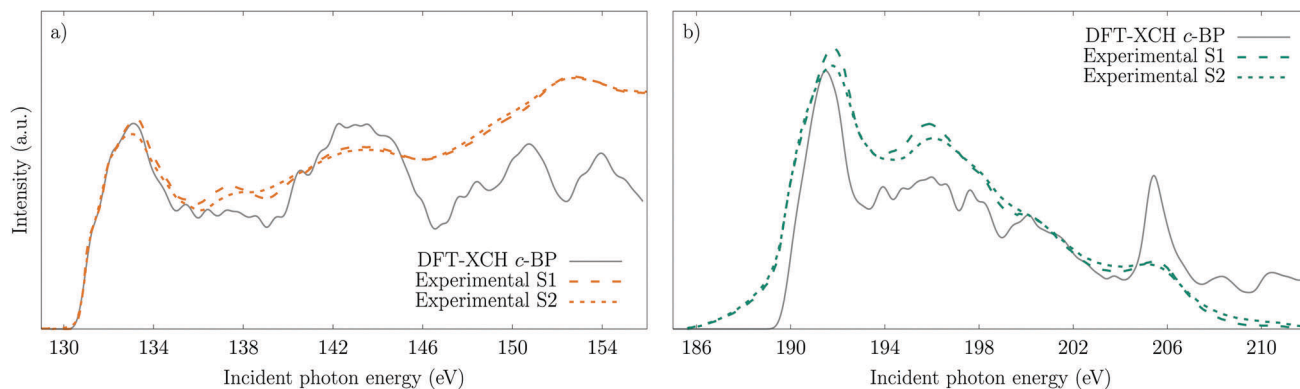 a)
Intensity (a.u.)
DFT-XCH c-BP
Experimental S1
Experimental S2
130 134 138 142 146 150 154
Incident photon energy (eV)
b)
DFT-XCH c-BP
Experimental S1
Experimental S2
186 190 194 198 202 206 210
Incident photon energy (eV)